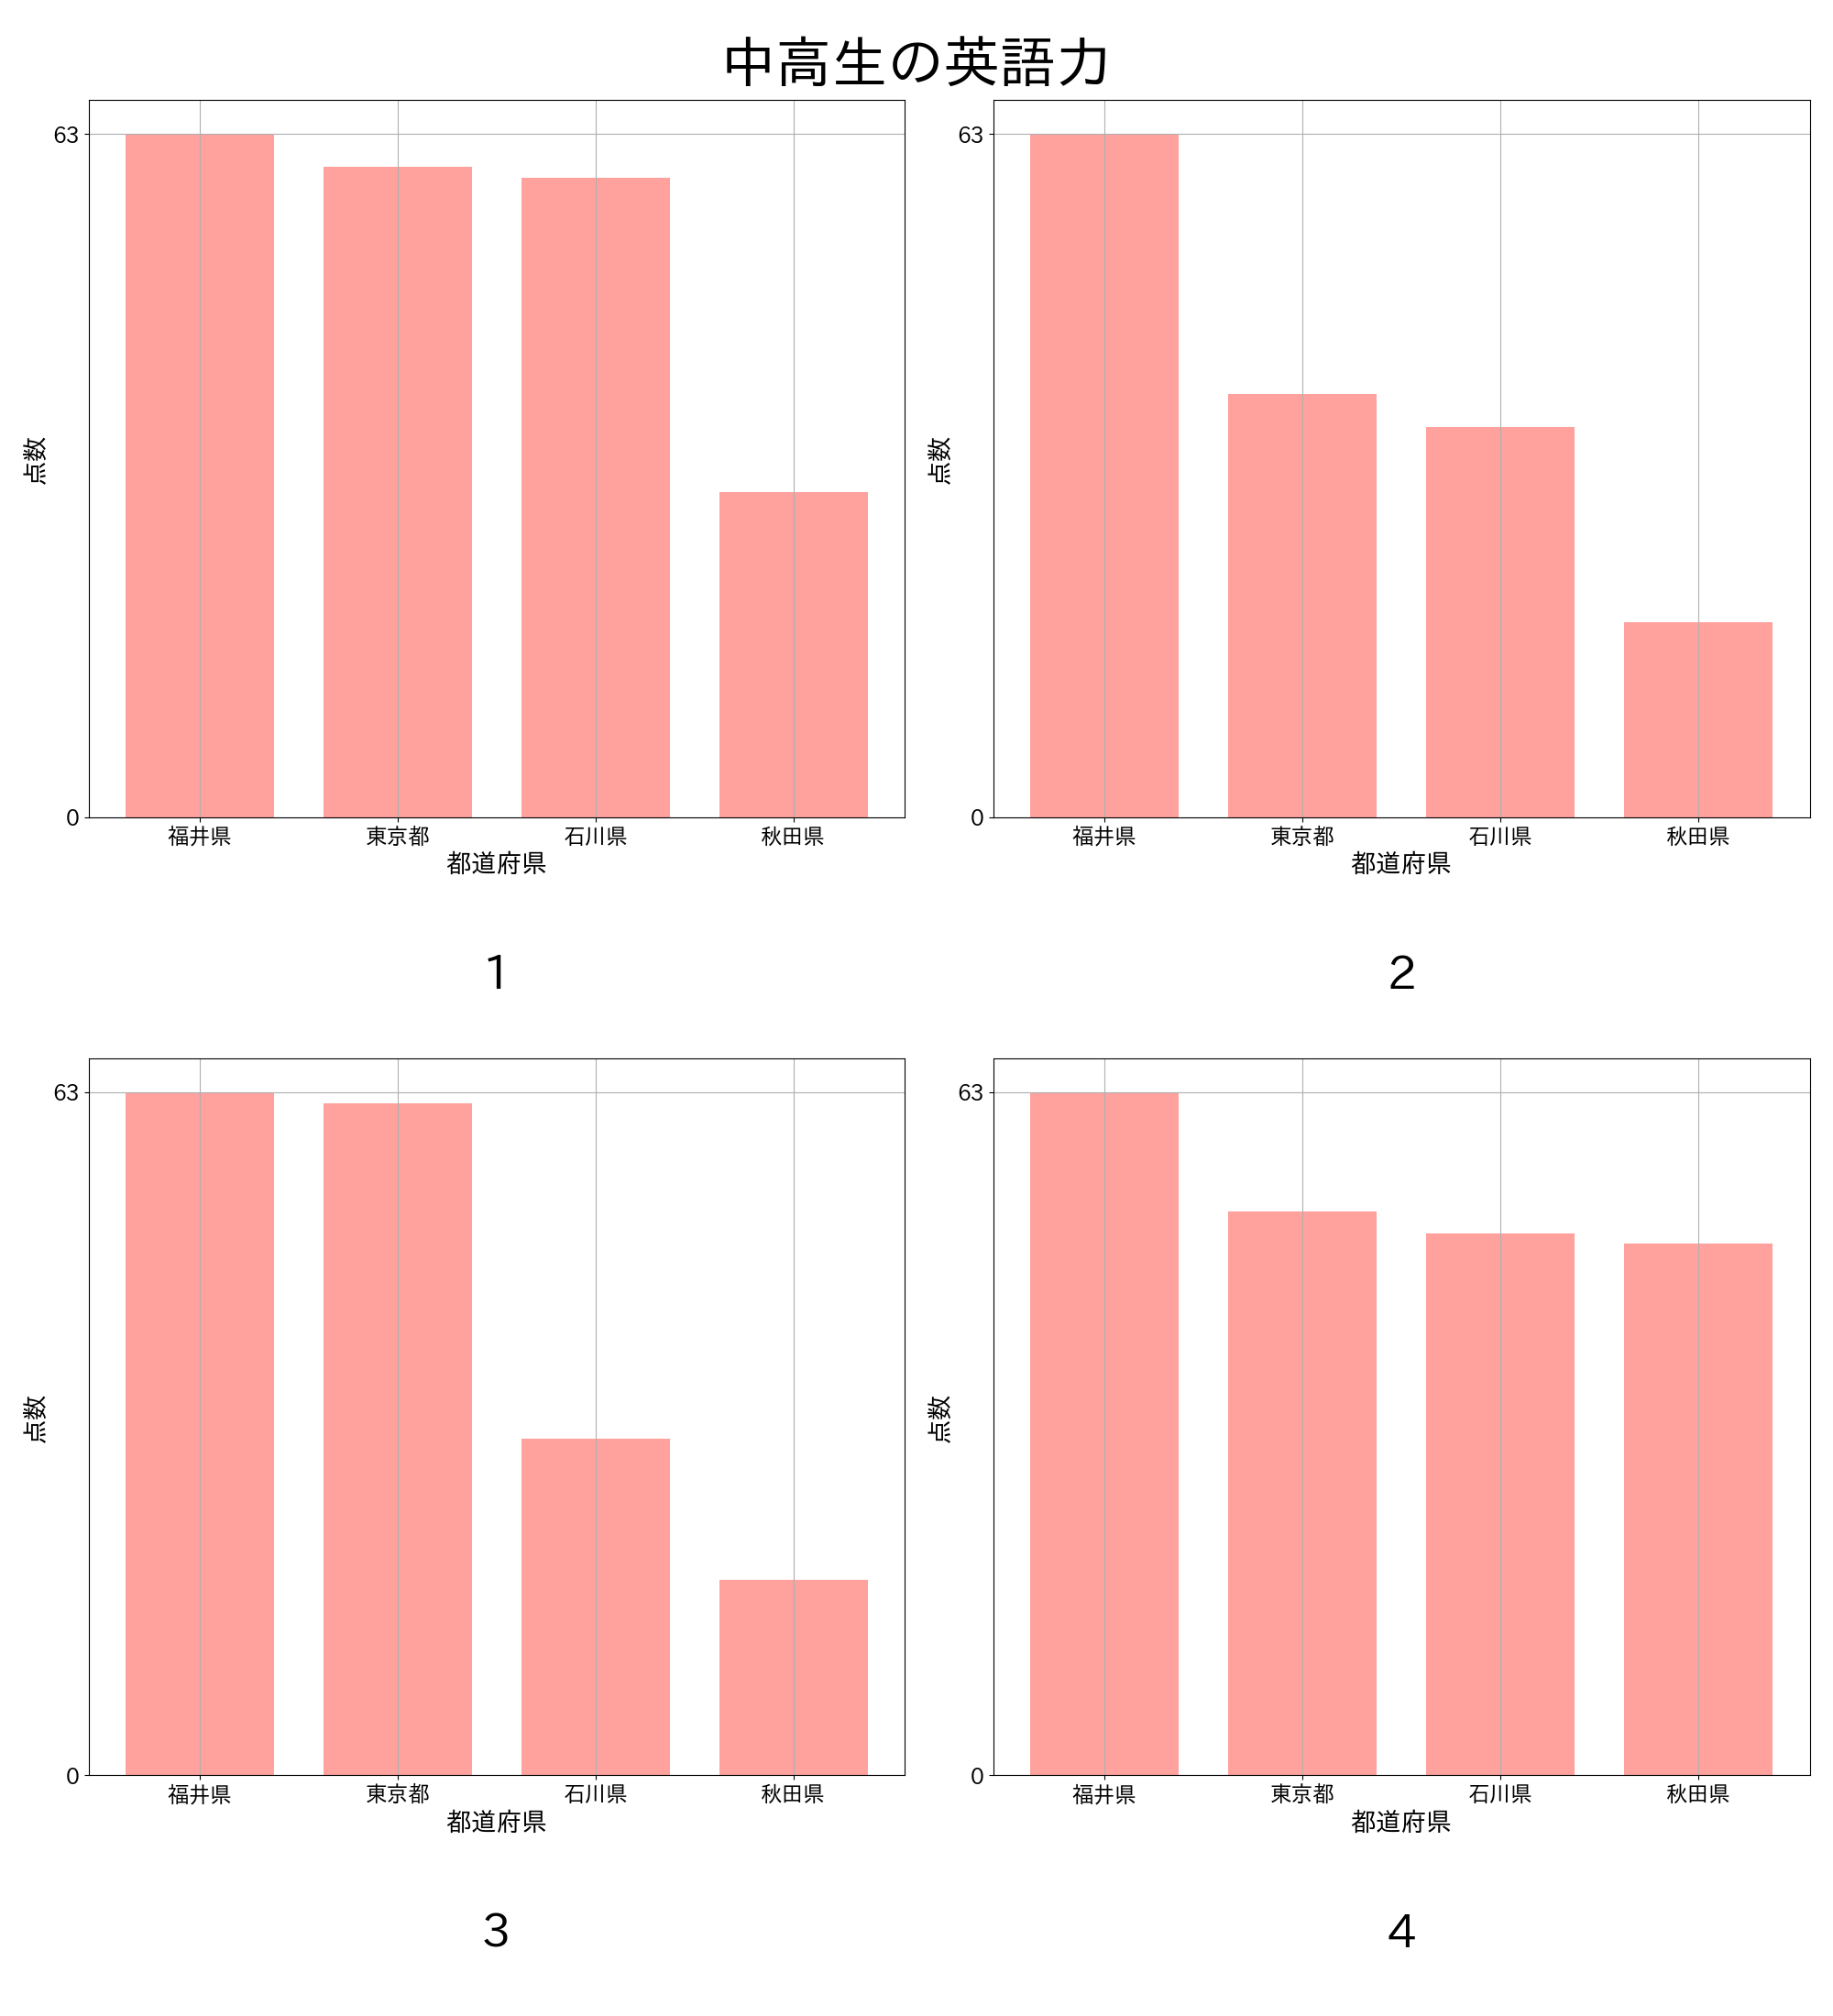 中高生の英語力
63
点数
0
福井県 東京都 石川県 秋田県
都道府県
1
63
点数
0
福井県 東京都 石川県 秋田県
都道府県
2
63
点数
0
福井県 東京都 石川県 秋田県
都道府県
3
63
点数
0
福井県 東京都 石川県 秋田県
都道府県
4